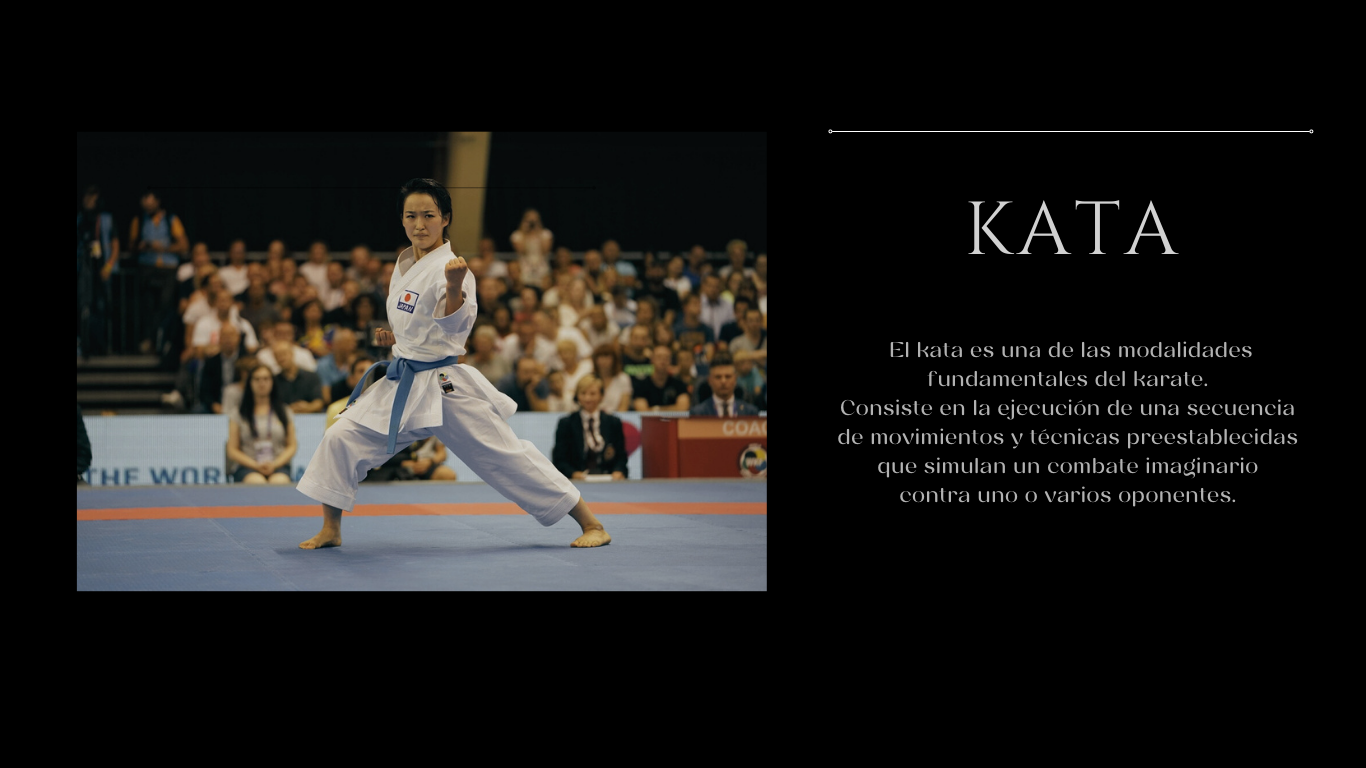 KATA
El kata es una de las modalidades
fundamentales del karate.
Consiste en la ejecución de una secuencia
de movimientos y técnicas preestablecidas
que simulan un combate imaginario
contra uno o varios oponentes.
JAPAN
COAC
THE WOR